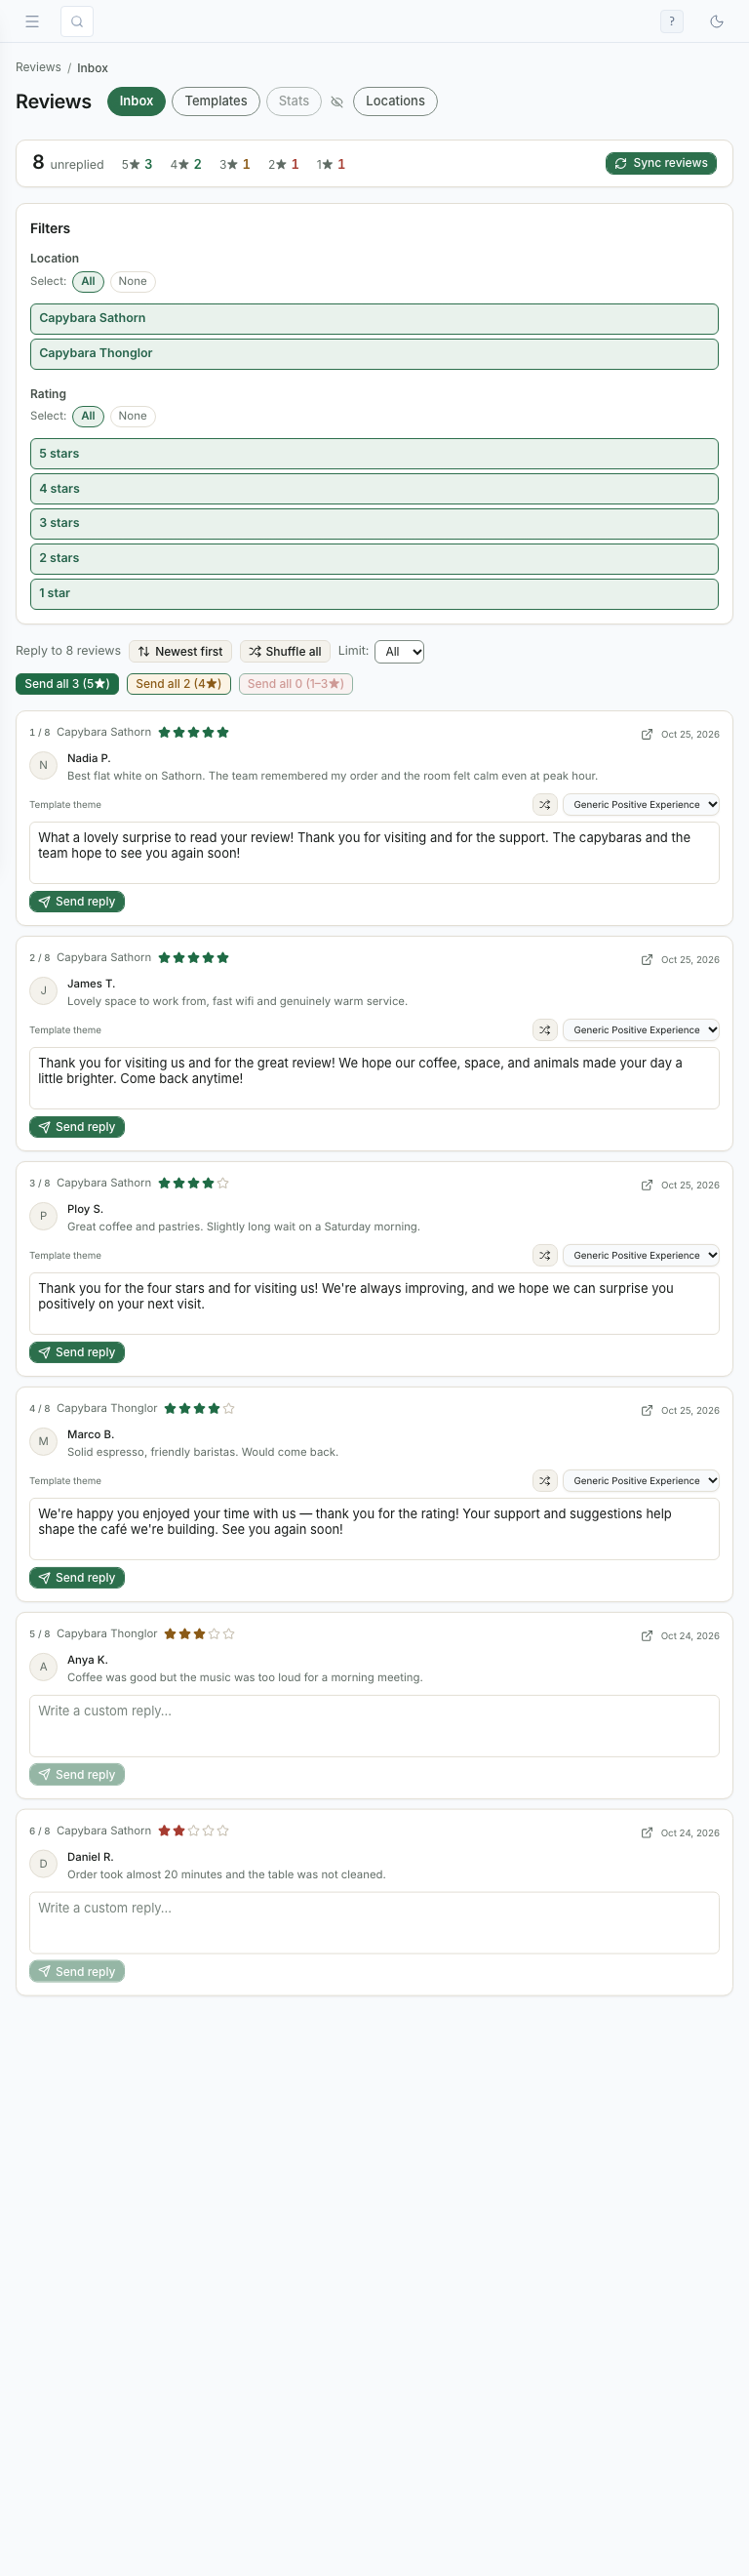 ?
Reviews / Inbox
Reviews Inbox Templates Stats Locations
8 unreplied 5★ 3 4★ 2 3★ 1 2★ 1 1★ 1 Sync reviews
Filters
Location
Select: All None
Capybara Sathorn
Capybara Thonglor
Rating
Select: All None
5 stars
4 stars
3 stars
2 stars
1 star
Reply to 8 reviews Newest first Shuffle all Limit: All
Send all 3 (5★) Send all 2 (4★) Send all 0 (1–3★)
1 / 8 Capybara Sathorn Oct 25, 2026
N Nadia P.
Best flat white on Sathorn. The team remembered my order and the room felt calm even at peak hour.
Template theme Generic Positive Experience
What a lovely surprise to read your review! Thank you for visiting and for the support. The capybaras and the
team hope to see you again soon!
Send reply
2 / 8 Capybara Sathorn Oct 25, 2026
J James T.
Lovely space to work from, fast wifi and genuinely warm service.
Template theme Generic Positive Experience
Thank you for visiting us and for the great review! We hope our coffee, space, and animals made your day a
little brighter. Come back anytime!
Send reply
3 / 8 Capybara Sathorn Oct 25, 2026
P Ploy S.
Great coffee and pastries. Slightly long wait on a Saturday morning.
Template theme Generic Positive Experience
Thank you for the four stars and for visiting us! We're always improving, and we hope we can surprise you
positively on your next visit.
Send reply
4 / 8 Capybara Thonglor Oct 25, 2026
M Marco B.
Solid espresso, friendly baristas. Would come back.
Template theme Generic Positive Experience
We're happy you enjoyed your time with us — thank you for the rating! Your support and suggestions help
shape the café we're building. See you again soon!
Send reply
5 / 8 Capybara Thonglor Oct 24, 2026
A Anya K.
Coffee was good but the music was too loud for a morning meeting.
Write a custom reply...
Send reply
6 / 8 Capybara Sathorn Oct 24, 2026
D Daniel R.
Order took almost 20 minutes and the table was not cleaned.
Write a custom reply...
Send reply